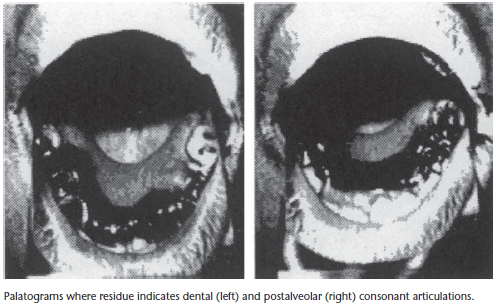 Palatograms where residue indicates dental (left) and postalveolar (right) consonant articulations.